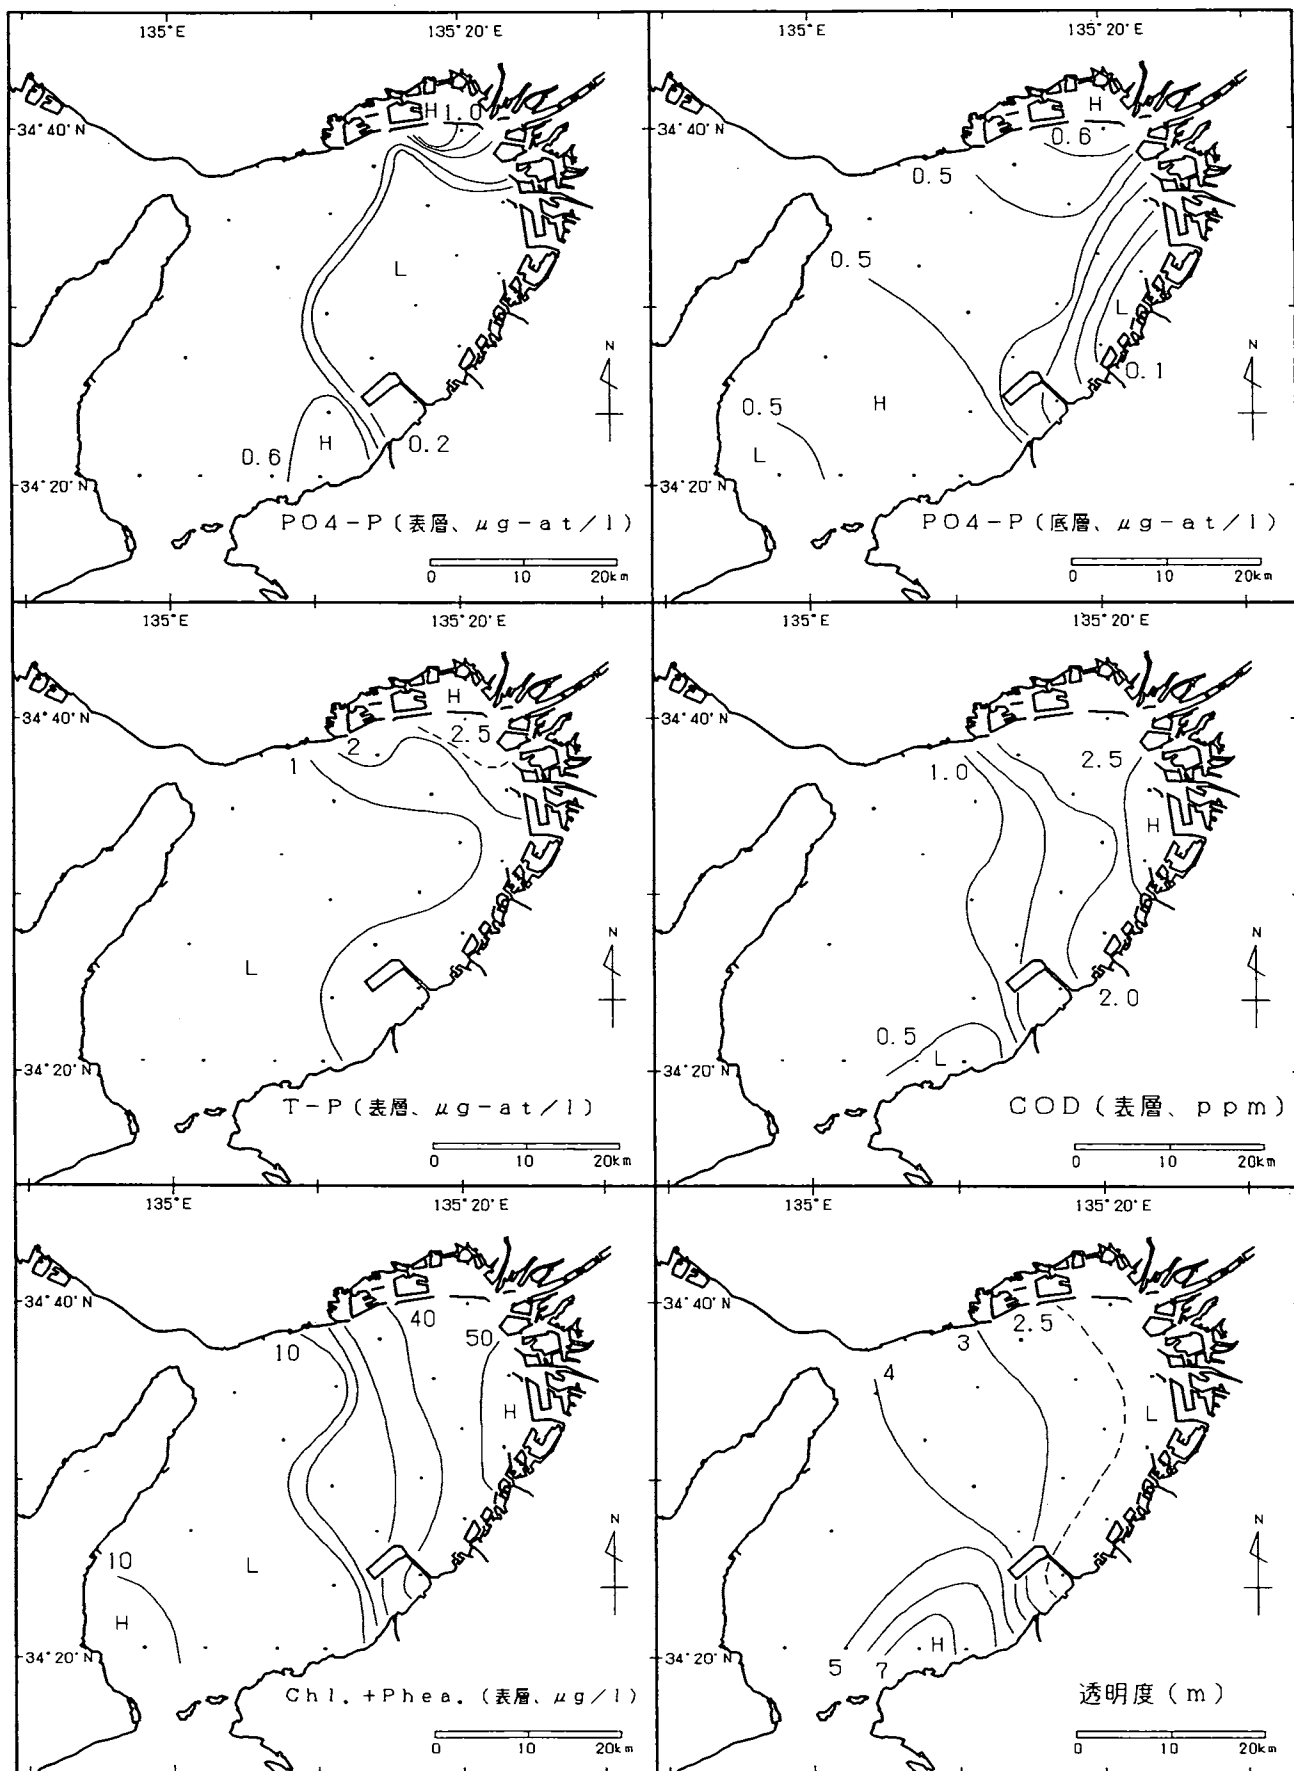 135°E 135°20'E
34°40'N
H 1.0
L
N
0.6 H 0.2
34°20'N
PO4-P(表層、μg-at/l)
0 10 20km
135°E 135°20'E
H
0.6
0.5
0.5
L
0.1
N
0.5 H
L
34°20'N
PO4-P(底層、μg-at/l)
0 10 20km
135°E 135°20'E
H
34°40'N
2 2.5
1
N
L
34°20'N
T-P(表層、μg-at/l)
0 10 20km
135°E 135°20'E
34°40'N
1.0 2.5
H
N
2.0
0.5
L
34°20'N
COD(表層、ppm)
0 10 20km
135°E 135°20'E
34°40'N
40
10 50
H
N
10 L
H
34°20'N
Chl.+Phea.(表層、μg/l)
0 10 20km
135°E 135°20'E
34°40'N
3 2.5
4
L
N
H
5 7
34°20'N
透明度(m)
0 10 20km